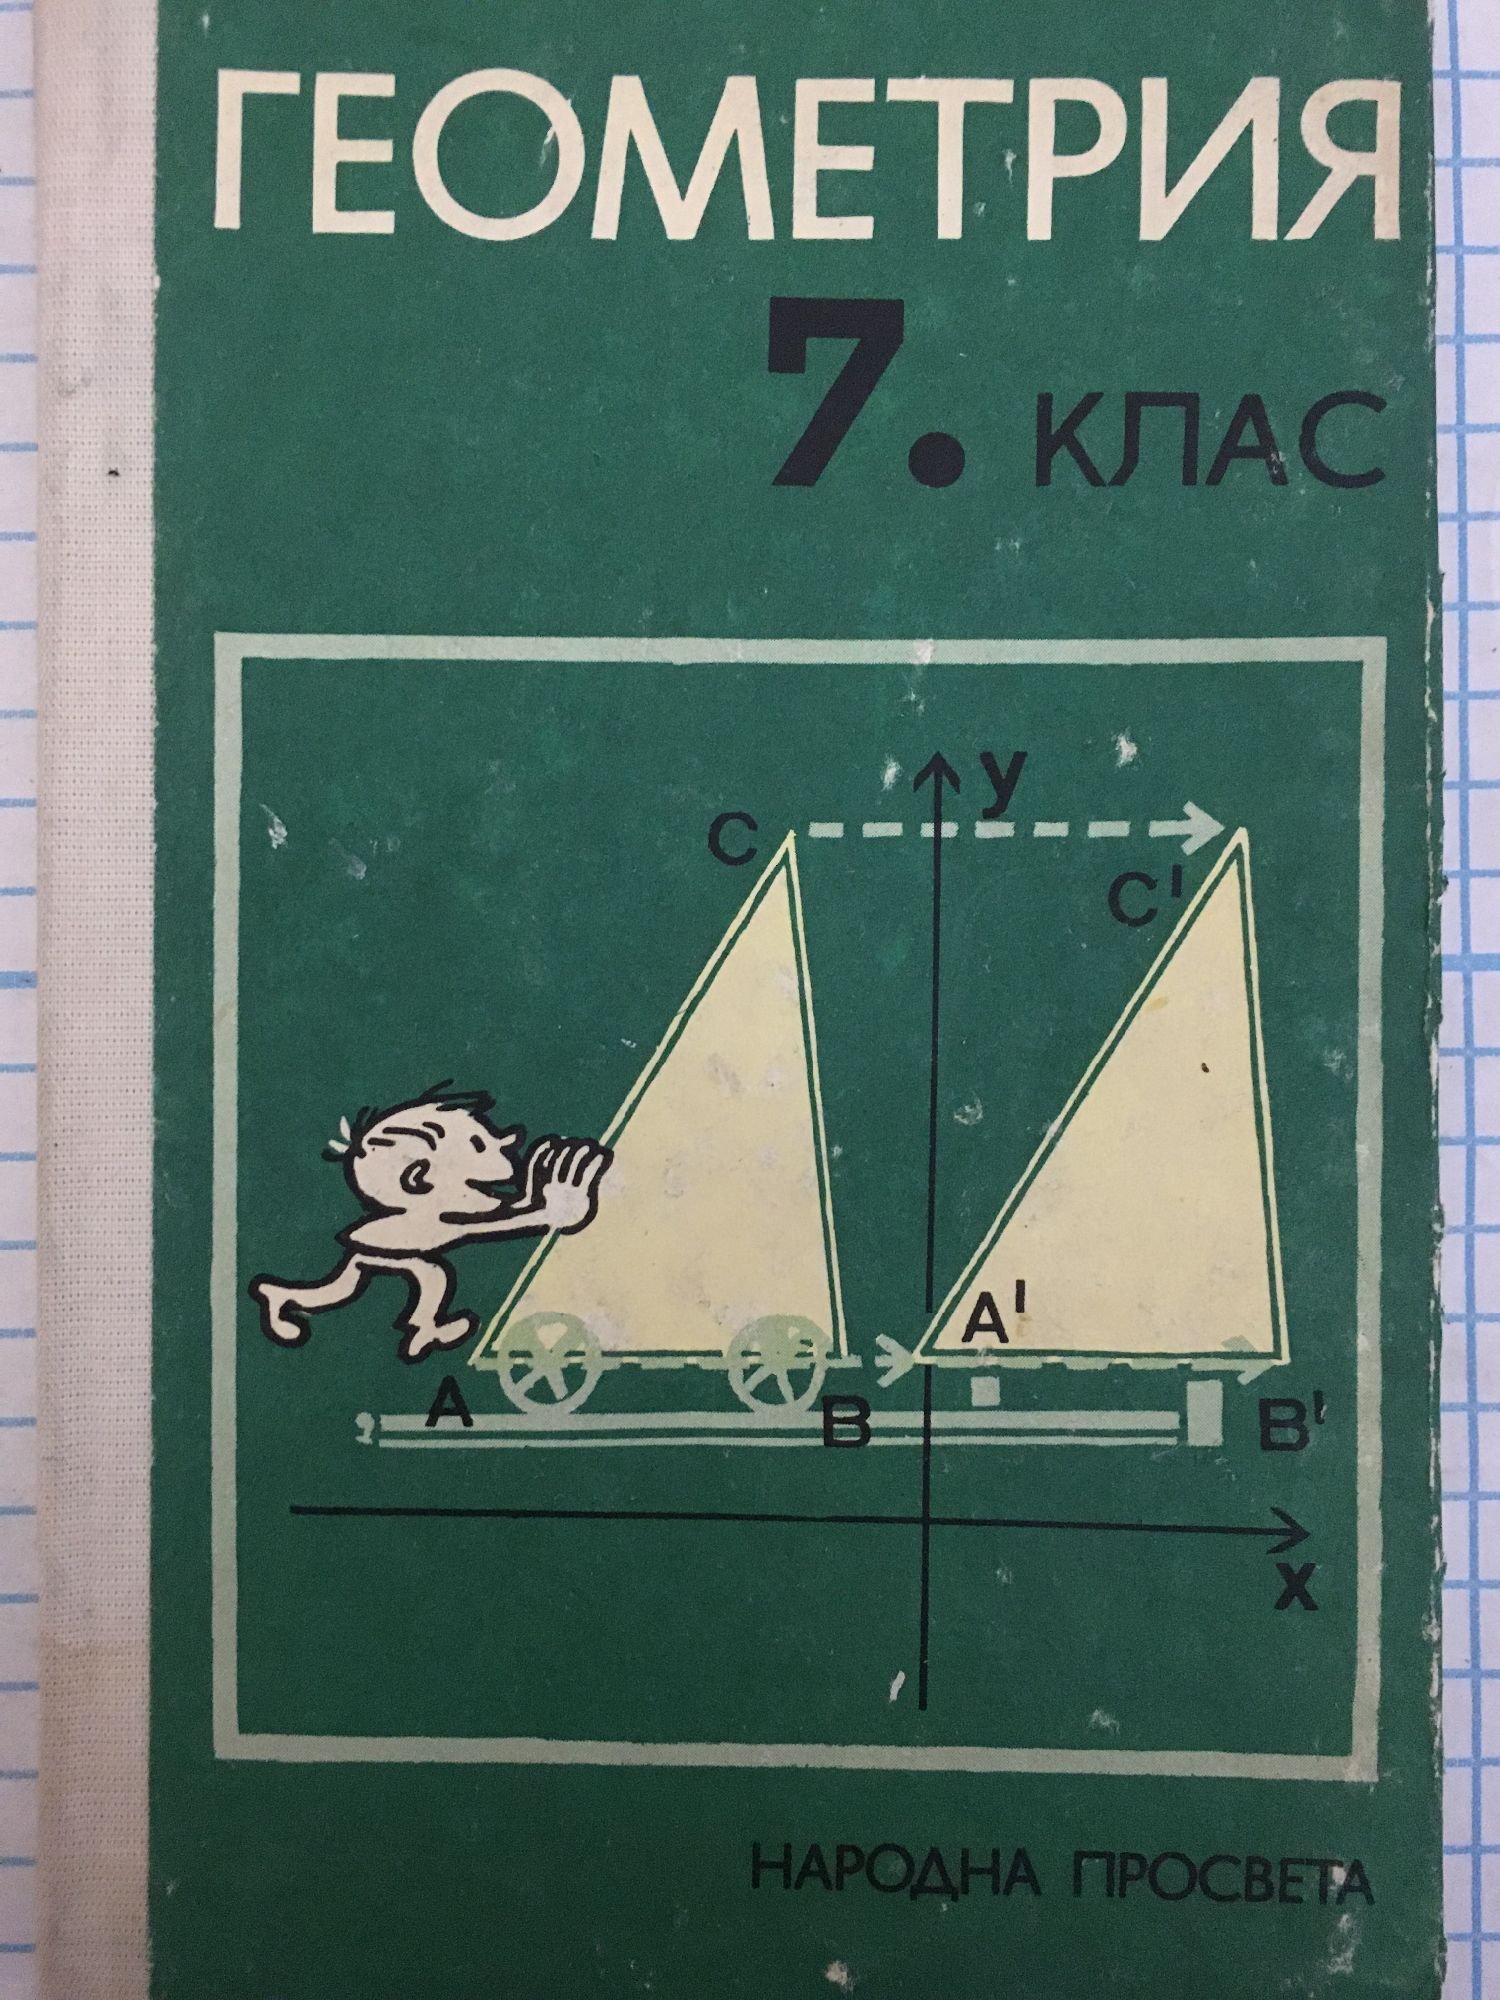 ГЕОМЕТРИЯ
7. КЛАС
y
C
C'
A'
A
B
B'
x
НАРОДНА ПРОСВЕТА